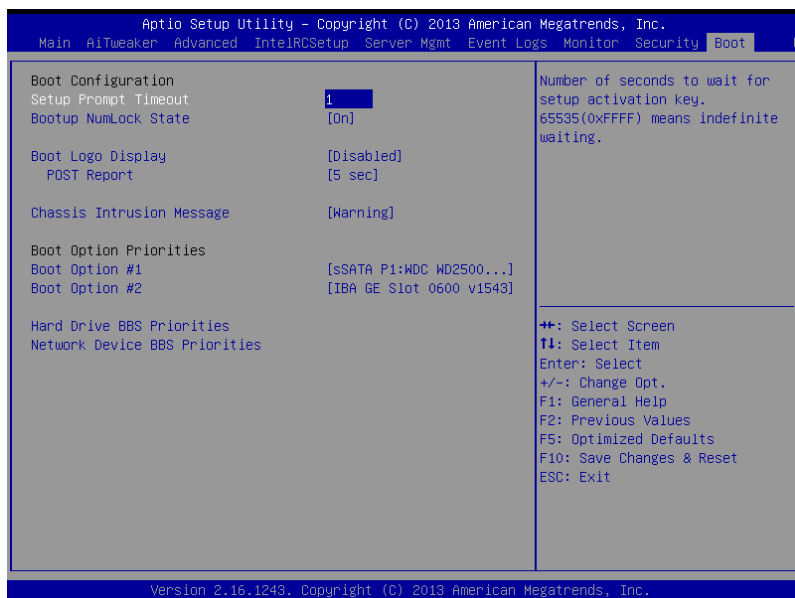 Aptio Setup Utility – Copyright (C) 2013 American Megatrends, Inc.
Main AiTweaker Advanced IntelRCSetup Server Mgmt Event Logs Monitor Security Boot
Boot Configuration
Setup Prompt Timeout 1
Bootup NumLock State [On]
Boot Logo Display [Disabled]
POST Report [5 sec]
Chassis Intrusion Message [Warning]
Boot Option Priorities
Boot Option #1 [sSATA P1:WDC WD2500...]
Boot Option #2 [IBA GE Slot 0600 v1543]
Hard Drive BBS Priorities
Network Device BBS Priorities
Number of seconds to wait for
setup activation key.
65535(0xFFFF) means indefinite
waiting.
→←: Select Screen
↑↓: Select Item
Enter: Select
+/-: Change Opt.
F1: General Help
F2: Previous Values
F5: Optimized Defaults
F10: Save Changes & Reset
ESC: Exit
Version 2.16.1243. Copyright (C) 2013 American Megatrends, Inc.